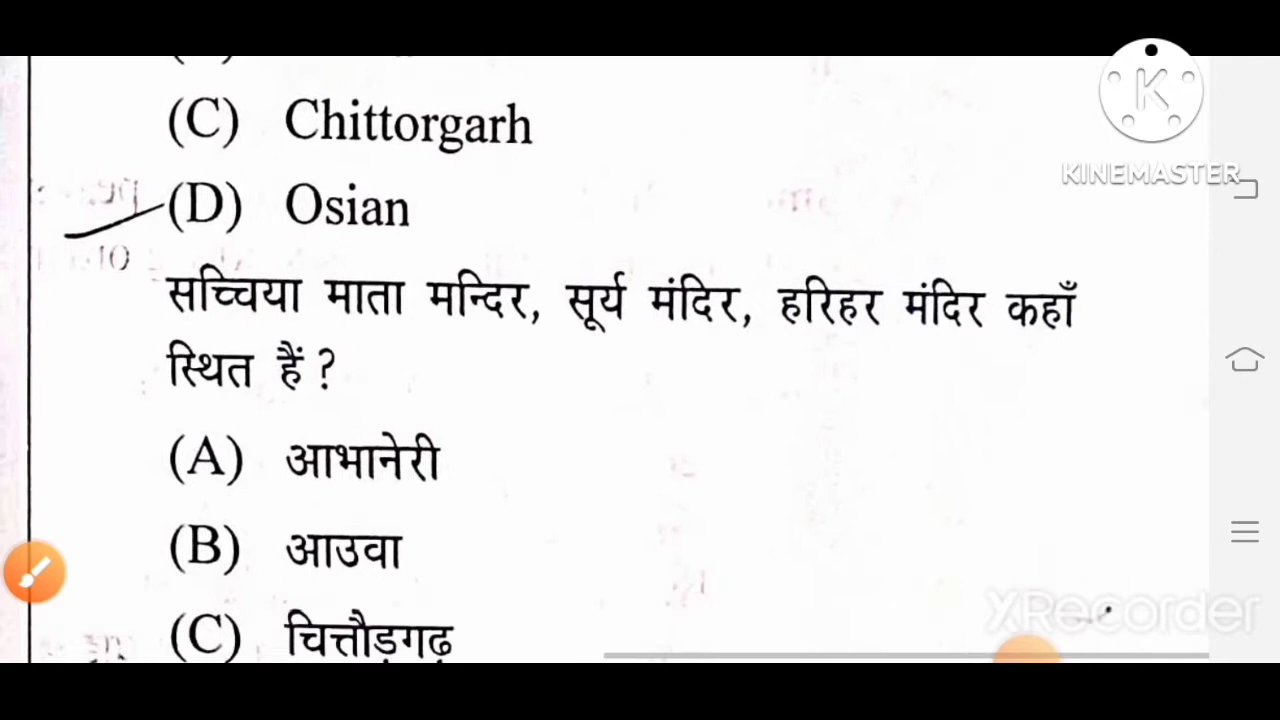 (C) Chittorgarh
(D) Osian
सच्चिया माता मन्दिर, सूर्य मंदिर, हरिहर मंदिर कहाँ
स्थित हैं ?
(A) आभानेरी
(B) आउवा
(C) चित्तौड़गढ़
K
KINEMASTER
XRecorder